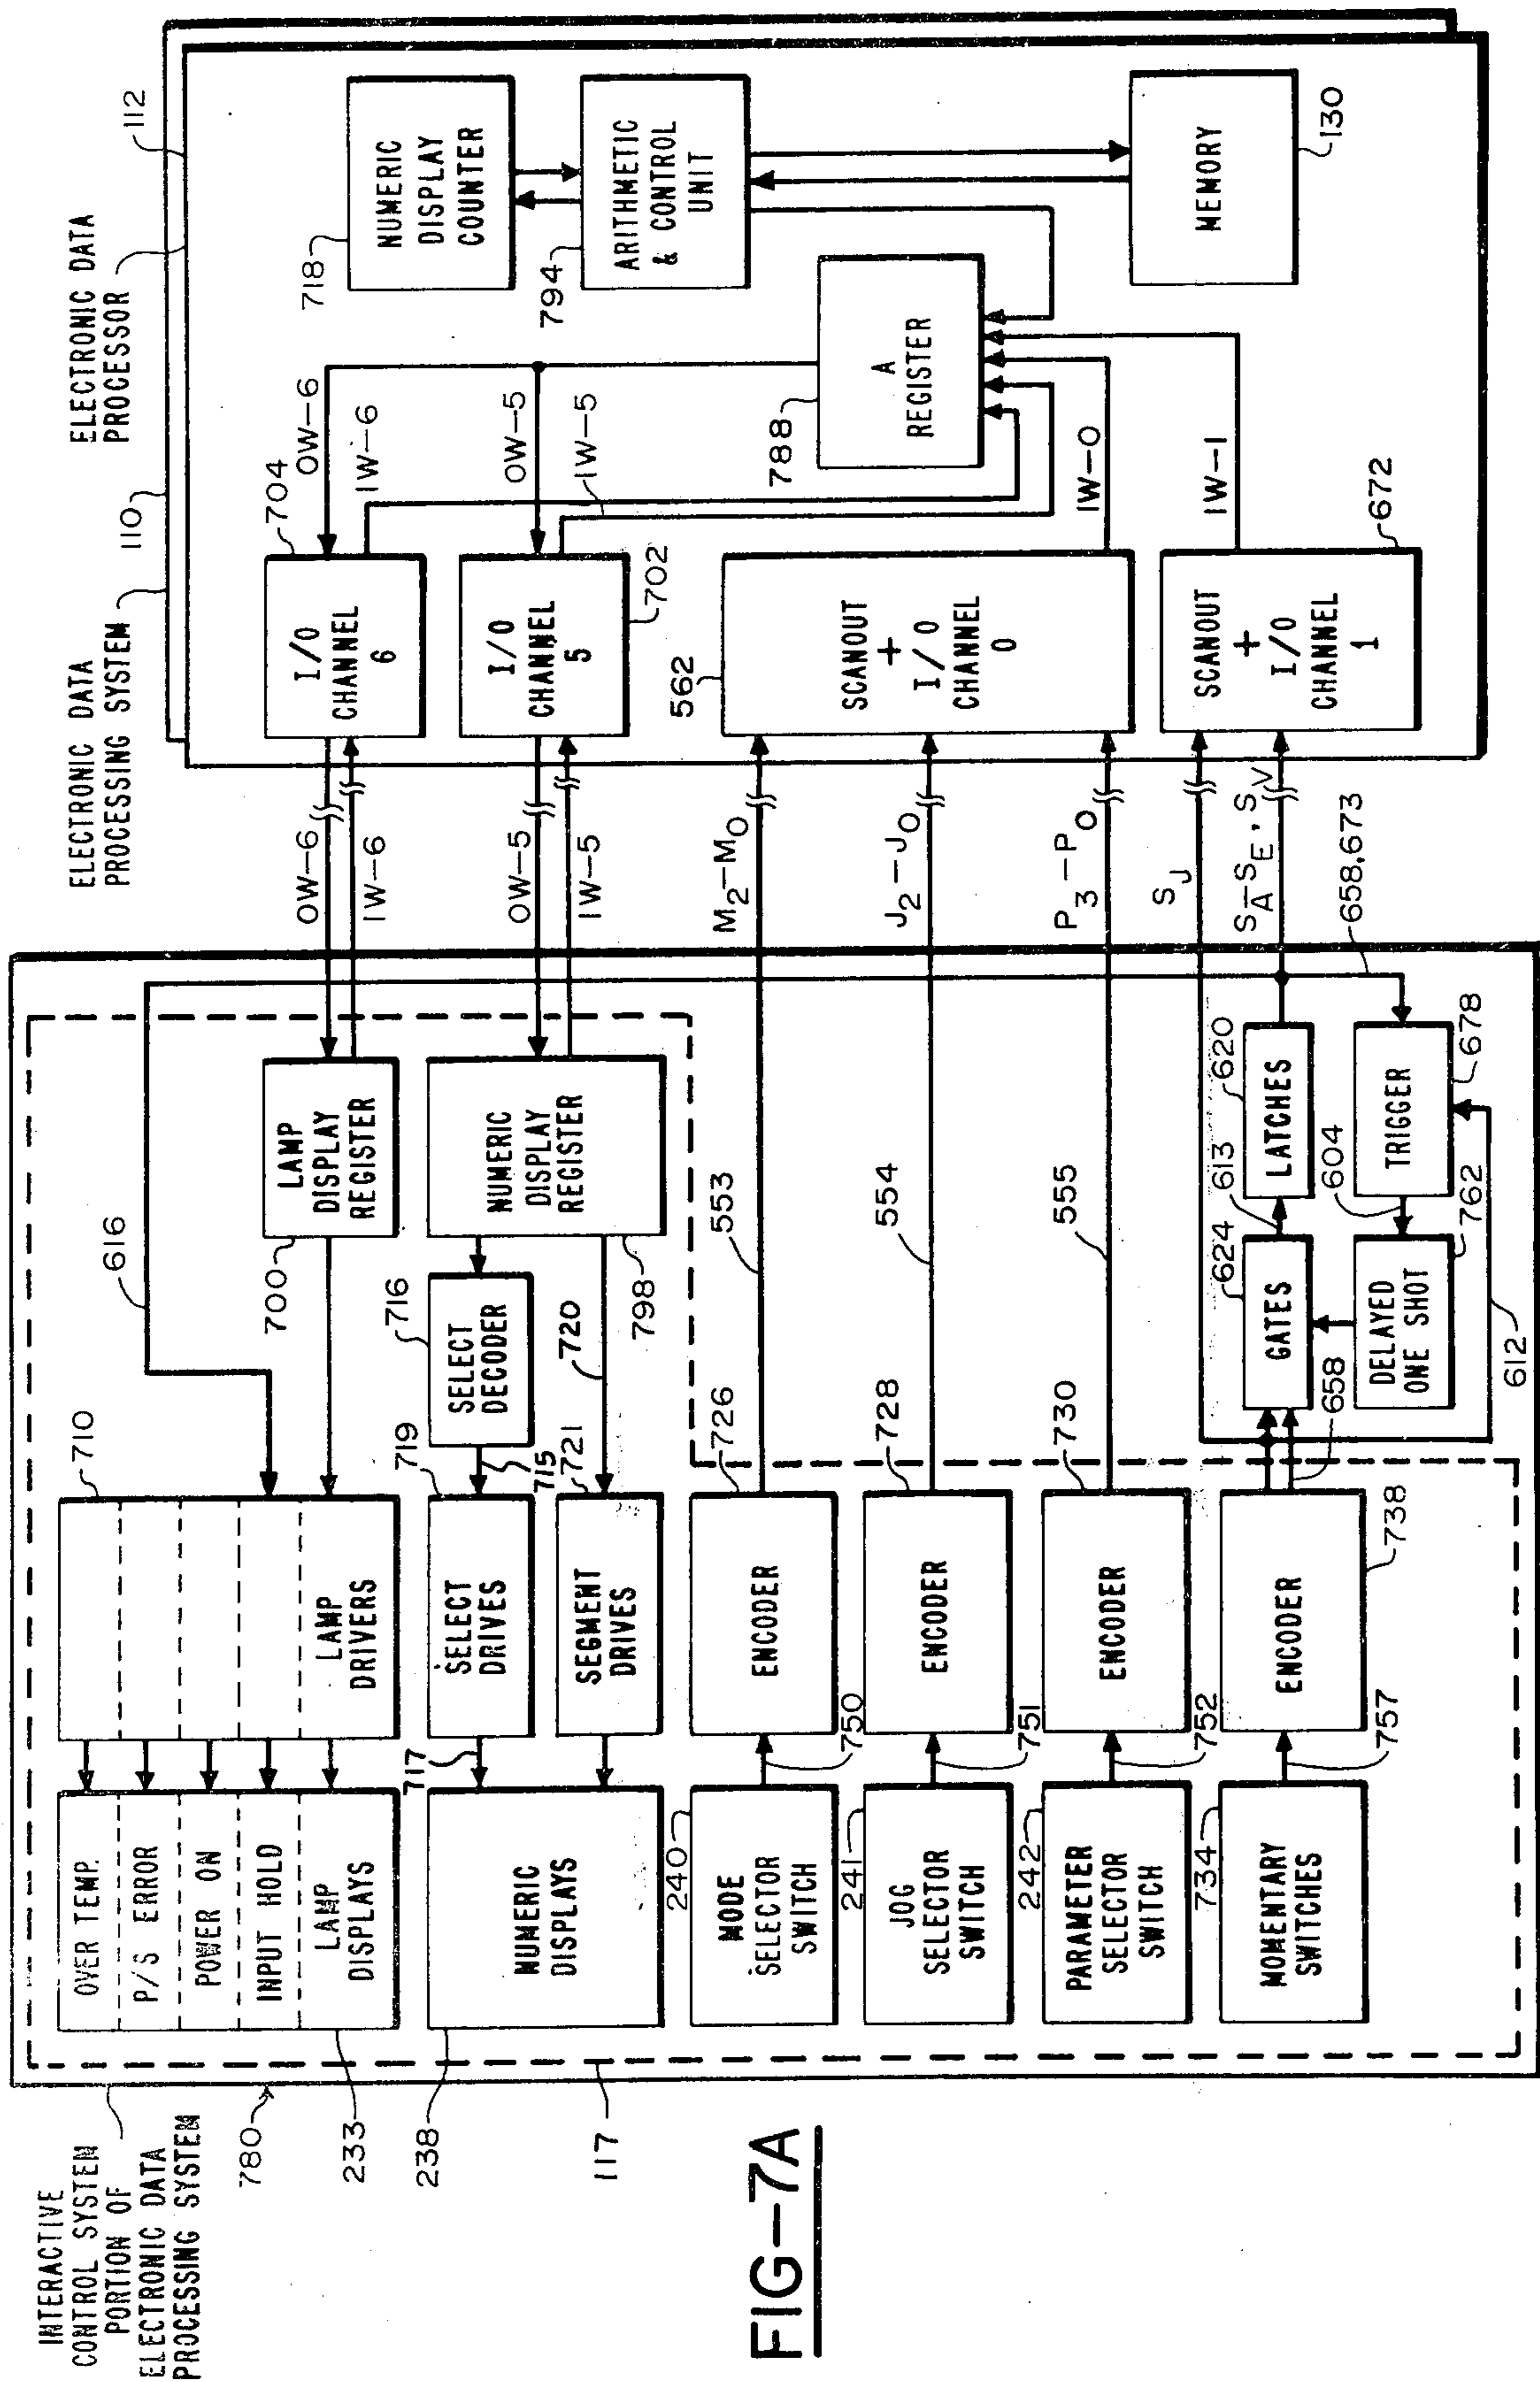 INTERACTIVE
CONTROL SYSTEM
PORTION OF
ELECTRONIC DATA
PROCESSING SYSTEM
780
233
238
117
OVER TEMP.
P/S ERROR
POWER ON
INPUT HOLD
LAMP
DISPLAYS
710
LAMP
DRIVERS
616
700
LAMP
DISPLAY
REGISTER
OW-6
IW-6
NUMERIC
DISPLAYS
717
719
SELECT
DRIVES
715
716
SELECT
DECODER
721
SEGMENT
DRIVES
720
798
NUMERIC
DISPLAY
REGISTER
OW-5
IW-5
240
MODE
SELECTOR
SWITCH
750
726
ENCODER
553
M2-M0
241
JOG
SELECTOR
SWITCH
751
728
ENCODER
554
J2-J0
242
PARAMETER
SELECTOR
SWITCH
752
730
ENCODER
555
P3-P0
734
MOMENTARY
SWITCHES
757
ENCODER
738
658
624
GATES
613
620
LATCHES
DELAYED
ONE SHOT
762
604
TRIGGER
678
612
658,673
SJ
SA-SE, SV
ELECTRONIC DATA
PROCESSING SYSTEM
110
ELECTRONIC DATA
PROCESSOR
112
I/O
CHANNEL
6
704
OW-6
IW-6
I/O
CHANNEL
5
702
OW-5
IW-5
562
SCANOUT
+
I/O
CHANNEL
0
IW-0
SCANOUT
+
I/O
CHANNEL
1
672
IW-1
788
A
REGISTER
718
NUMERIC
DISPLAY
COUNTER
794
ARITHMETIC
& CONTROL
UNIT
MEMORY
130
FIG-7A